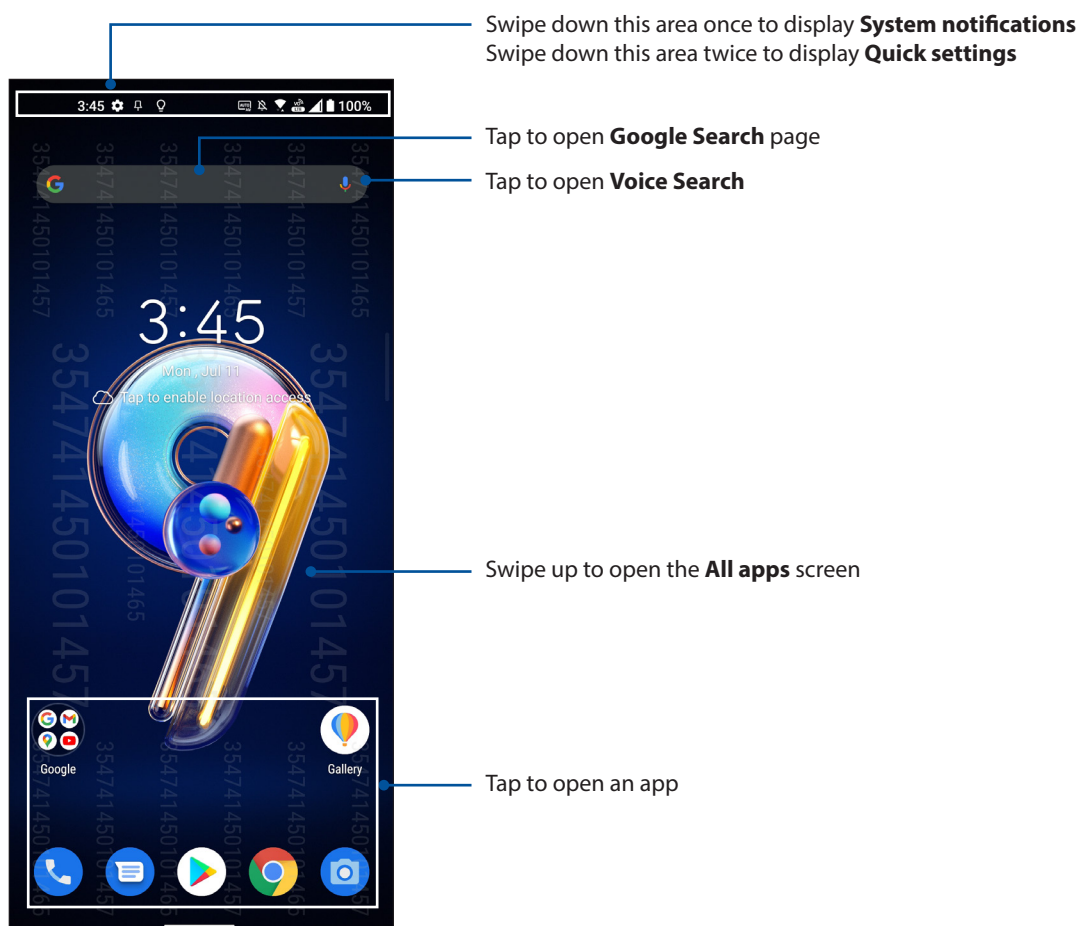 Swipe down this area once to display System notifications
Swipe down this area twice to display Quick settings
3:45
100%
Tap to open Google Search page
Tap to open Voice Search
3:45
Mon, Jul 11
Tap to enable location access
Swipe up to open the All apps screen
Google
Gallery
Tap to open an app